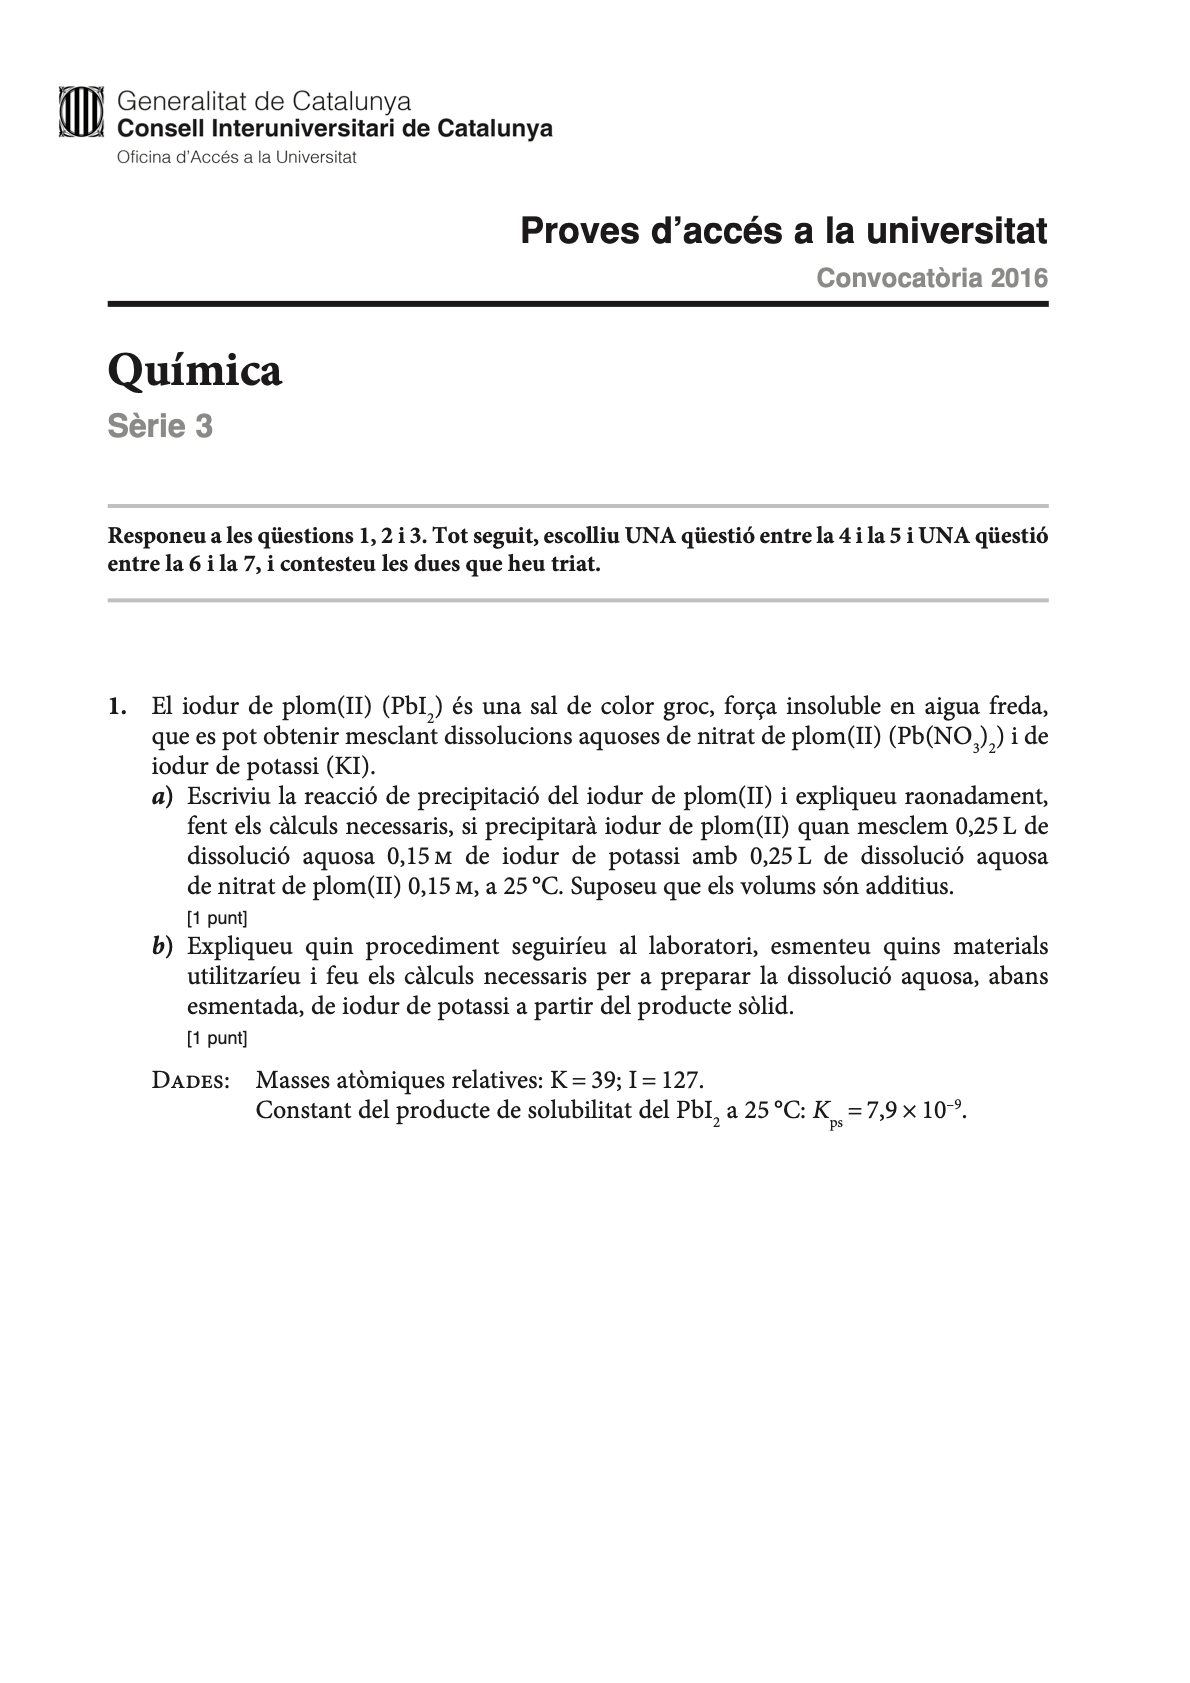 Generalitat de Catalunya
Consell Interuniversitari de Catalunya
Oficina d'Accés a la Universitat
Proves d'accés a la universitat
Convocatòria 2016
Química
Sèrie 3
Responeu a les qüestions 1, 2 i 3. Tot seguit, escolliu UNA qüestió entre la 4 i la 5 i UNA qüestió
entre la 6 i la 7, i contesteu les dues que heu triat.
1. El iodur de plom(II) (PbI₂) és una sal de color groc, força insoluble en aigua freda,
que es pot obtenir mesclant dissolucions aquoses de nitrat de plom(II) (Pb(NO₃)₂) i de
iodur de potassi (KI).
a) Escriviu la reacció de precipitació del iodur de plom(II) i expliqueu raonadament,
fent els càlculs necessaris, si precipitarà iodur de plom(II) quan mesclem 0,25 L de
dissolució aquosa 0,15 M de iodur de potassi amb 0,25 L de dissolució aquosa
de nitrat de plom(II) 0,15 M, a 25 °C. Suposeu que els volums són additius.
[1 punt]
b) Expliqueu quin procediment seguiríeu al laboratori, esmenteu quins materials
utilitzaríeu i feu els càlculs necessaris per a preparar la dissolució aquosa, abans
esmentada, de iodur de potassi a partir del producte sòlid.
[1 punt]
DADES: Masses atòmiques relatives: K = 39; I = 127.
Constant del producte de solubilitat del PbI₂ a 25 °C: Kps = 7,9 × 10⁻⁹.